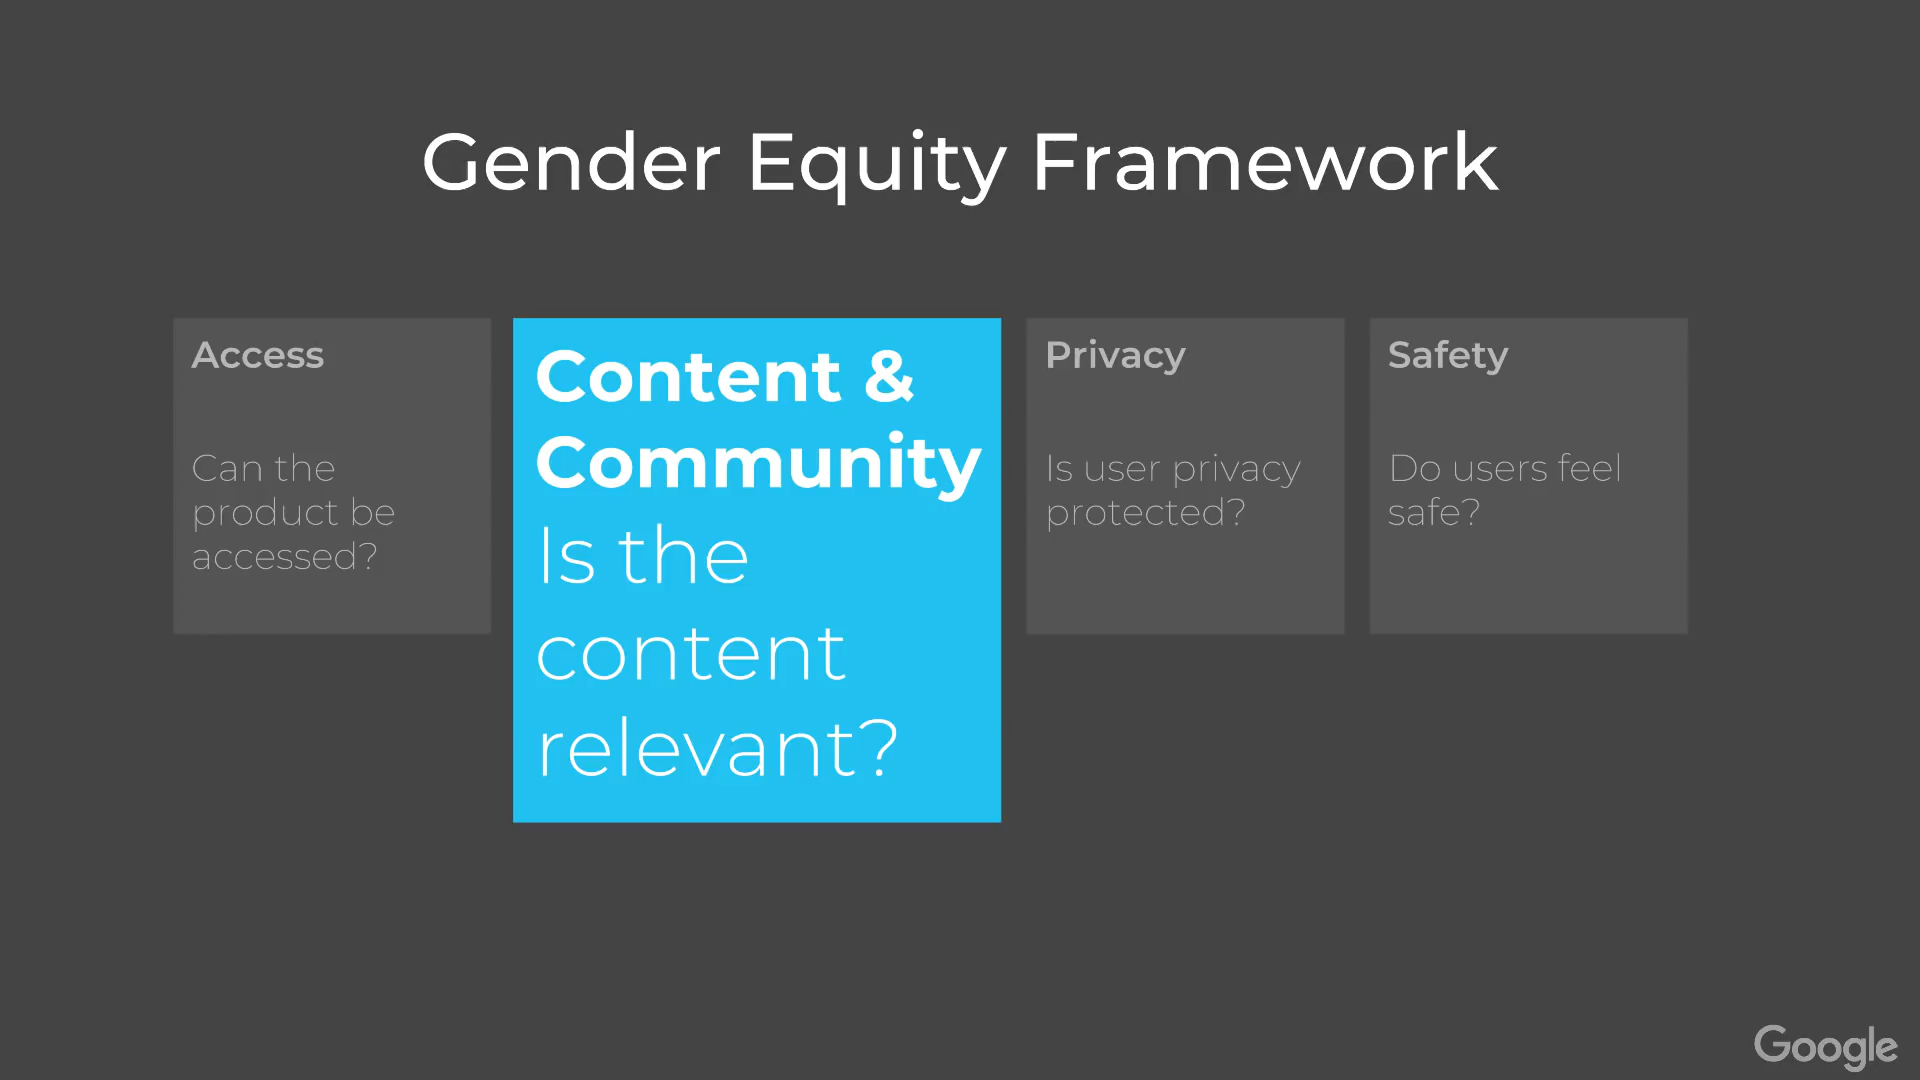 Gender Equity Framework
Access
Can the
product be
accessed?
Content &
Community
Is the
content
relevant?
Privacy
Is user privacy
protected?
Safety
Do users feel
safe?
Google